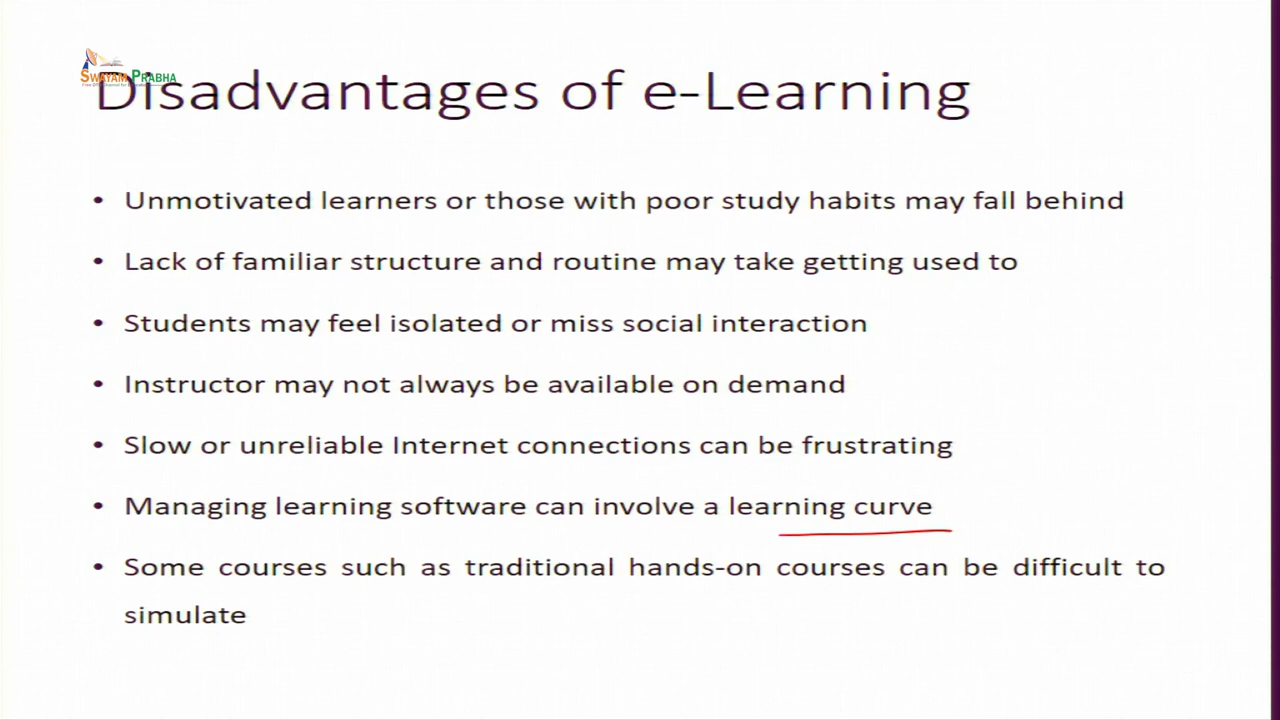 SWAYAM PRABHA
Disadvantages of e-Learning
• Unmotivated learners or those with poor study habits may fall behind
• Lack of familiar structure and routine may take getting used to
• Students may feel isolated or miss social interaction
• Instructor may not always be available on demand
• Slow or unreliable Internet connections can be frustrating
• Managing learning software can involve a learning curve
• Some courses such as traditional hands-on courses can be difficult to
simulate